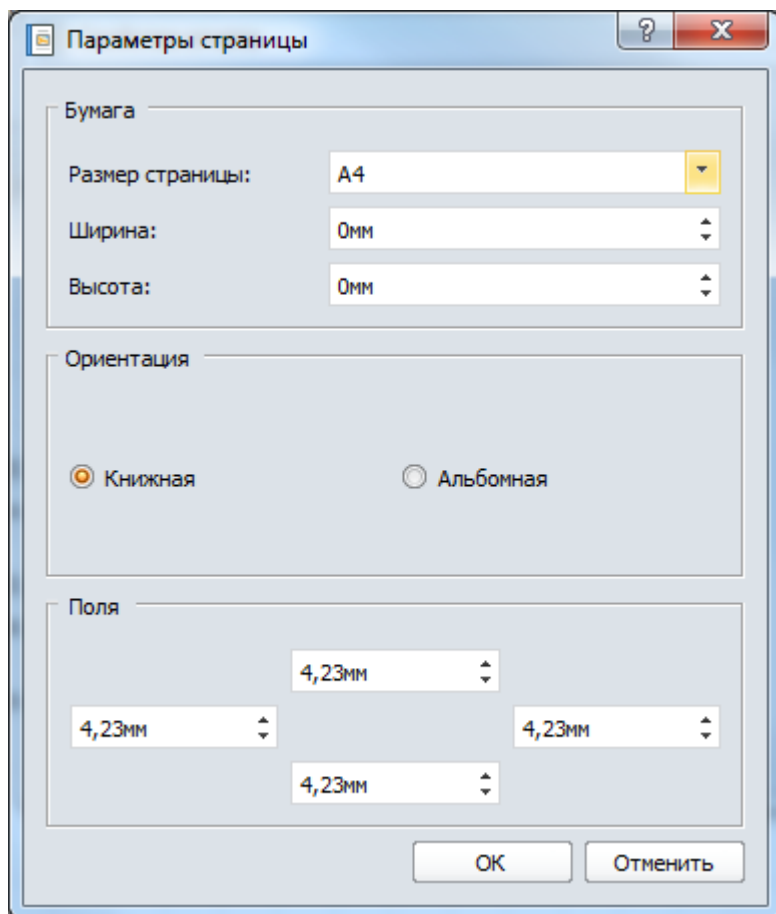 Параметры страницы
Бумага
Размер страницы: A4
Ширина: 0мм
Высота: 0мм
Ориентация
Книжная Альбомная
Поля
4,23мм
4,23мм 4,23мм
4,23мм
OK Отменить